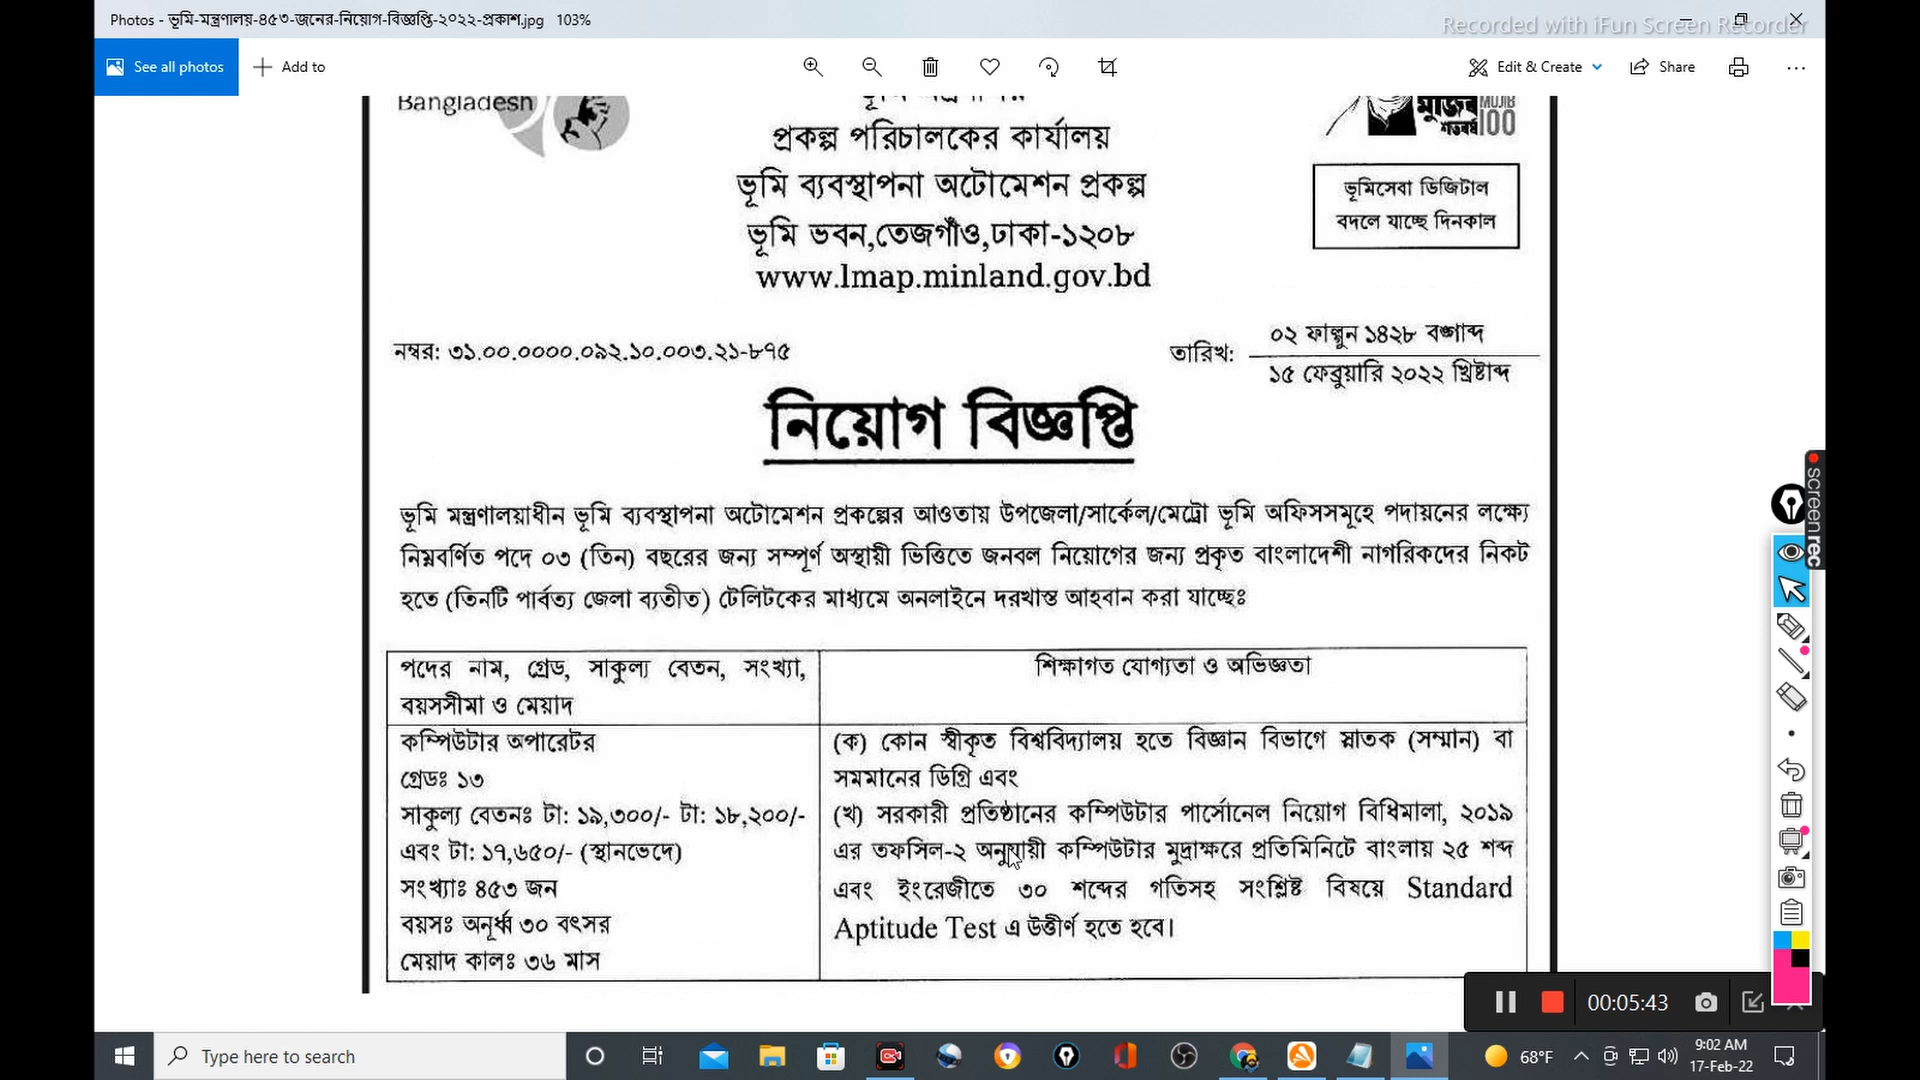 Photos - ভূমি-মন্ত্রণালয়-৪৫৩-জনের-নিয়োগ-বিজ্ঞপ্তি-২০২২-প্রকাশ.jpg 103%
Recorded with iFun Screen Recorder
See all photos
Add to
Edit & Create
Share
Bangladesh
মুজিব
শতবর্ষ
MUJIB
100
প্রকল্প পরিচালকের কার্যালয়
ভূমি ব্যবস্থাপনা অটোমেশন প্রকল্প
ভূমি ভবন,তেজগাঁও,ঢাকা-১২০৮
www.lmap.minland.gov.bd
ভূমিসেবা ডিজিটাল
বদলে যাচ্ছে দিনকাল
নম্বর: ৩১.০০.০০০০.০৯২.১০.০০৩.২১-৮৭৫
তারিখ:
০২ ফাল্গুন ১৪২৮ বঙ্গাব্দ
১৫ ফেব্রুয়ারি ২০২২ খ্রিষ্টাব্দ
নিয়োগ বিজ্ঞপ্তি
ভূমি মন্ত্রণালয়াধীন ভূমি ব্যবস্থাপনা অটোমেশন প্রকল্পের আওতায় উপজেলা/সার্কেল/মেট্রো ভূমি অফিসসমূহে পদায়নের লক্ষ্যে
নিম্নবর্ণিত পদে ০৩ (তিন) বছরের জন্য সম্পূর্ণ অস্থায়ী ভিত্তিতে জনবল নিয়োগের জন্য প্রকৃত বাংলাদেশী নাগরিকদের নিকট
হতে (তিনটি পার্বত্য জেলা ব্যতীত) টেলিটকের মাধ্যমে অনলাইনে দরখাস্ত আহবান করা যাচ্ছেঃ
পদের নাম, গ্রেড, সাকুল্য বেতন, সংখ্যা,
বয়সসীমা ও মেয়াদ
শিক্ষাগত যোগ্যতা ও অভিজ্ঞতা
কম্পিউটার অপারেটর
গ্রেডঃ ১৩
সাকুল্য বেতনঃ টা: ১৯,৩০০/- টা: ১৮,২০০/-
এবং টা: ১৭,৬৫০/- (স্থানভেদে)
সংখ্যাঃ ৪৫৩ জন
বয়সঃ অনূর্ধ্ব ৩০ বৎসর
মেয়াদ কালঃ ৩৬ মাস
(ক) কোন স্বীকৃত বিশ্ববিদ্যালয় হতে বিজ্ঞান বিভাগে স্নাতক (সম্মান) বা
সমমানের ডিগ্রি এবং
(খ) সরকারী প্রতিষ্ঠানের কম্পিউটার পার্সোনেল নিয়োগ বিধিমালা, ২০১৯
এর তফসিল-২ অনুযায়ী কম্পিউটার মুদ্রাক্ষরে প্রতিমিনিটে বাংলায় ২৫ শব্দ
এবং ইংরেজীতে ৩০ শব্দের গতিসহ সংশ্লিষ্ট বিষয়ে Standard
Aptitude Test এ উত্তীর্ণ হতে হবে।
screenrec
00:05:43
Type here to search
68°F
9:02 AM
17-Feb-22